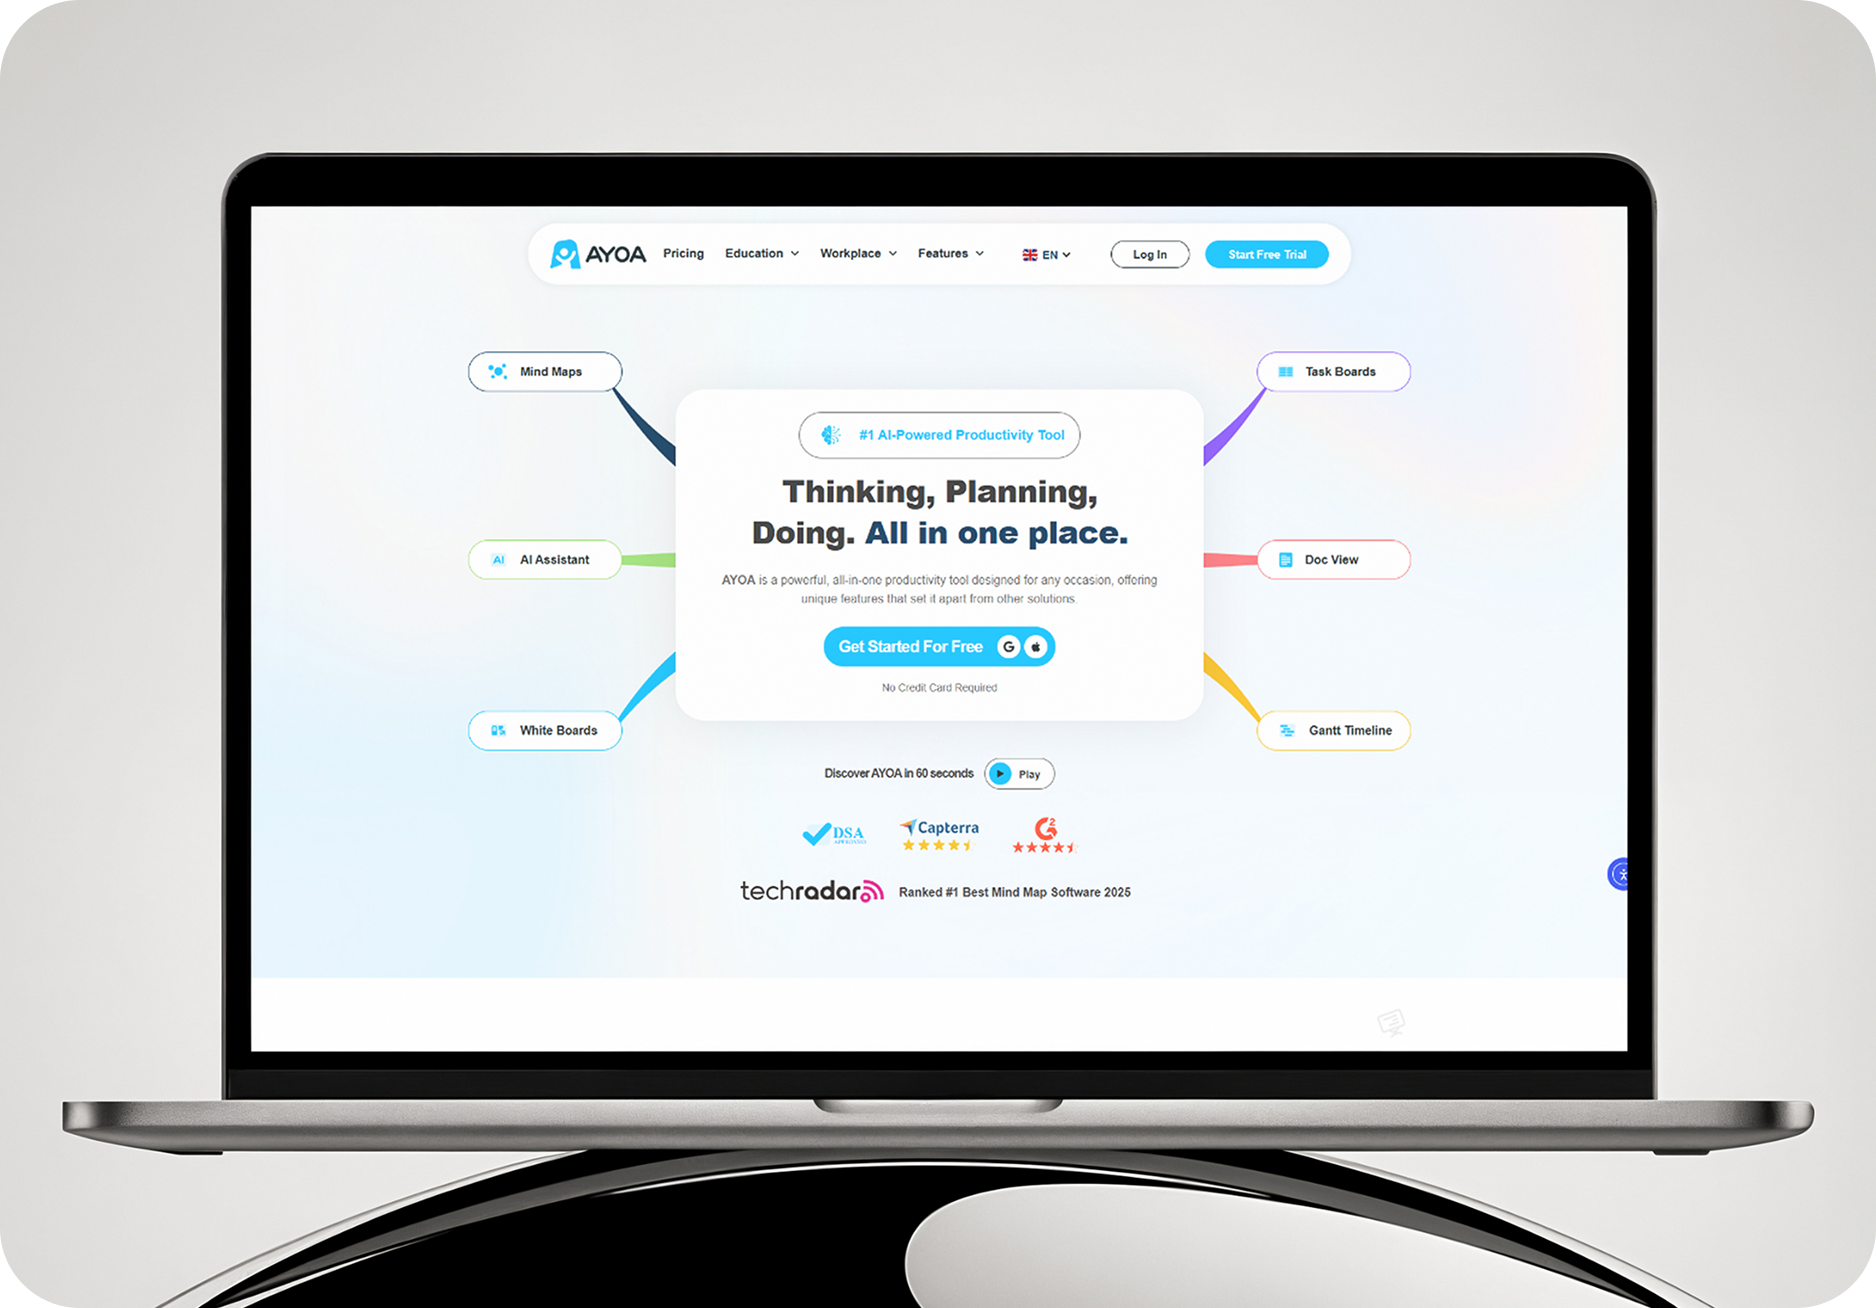 AYOA Pricing Education Workplace Features EN Log In Start Free Trial
Mind Maps
Task Boards
#1 AI-Powered Productivity Tool
Thinking, Planning,
Doing. All in one place.
AI AI Assistant
Doc View
AYOA is a powerful, all-in-one productivity tool designed for any occasion, offering
unique features that set it apart from other solutions.
Get Started For Free G
No Credit Card Required
White Boards
Gantt Timeline
Discover AYOA in 60 seconds Play
DSA
APPROVED
Capterra
G2
techradar Ranked #1 Best Mind Map Software 2025